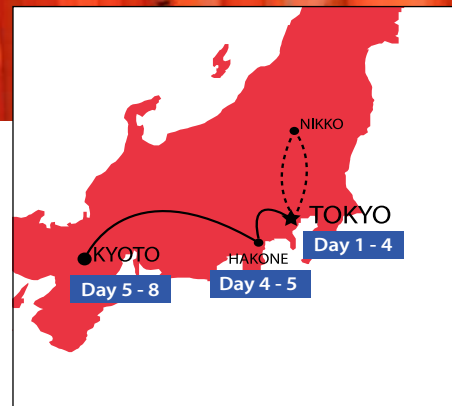 NIKKO
TOKYO
Day 1 - 4
KYOTO
HAKONE
Day 5 - 8
Day 4 - 5